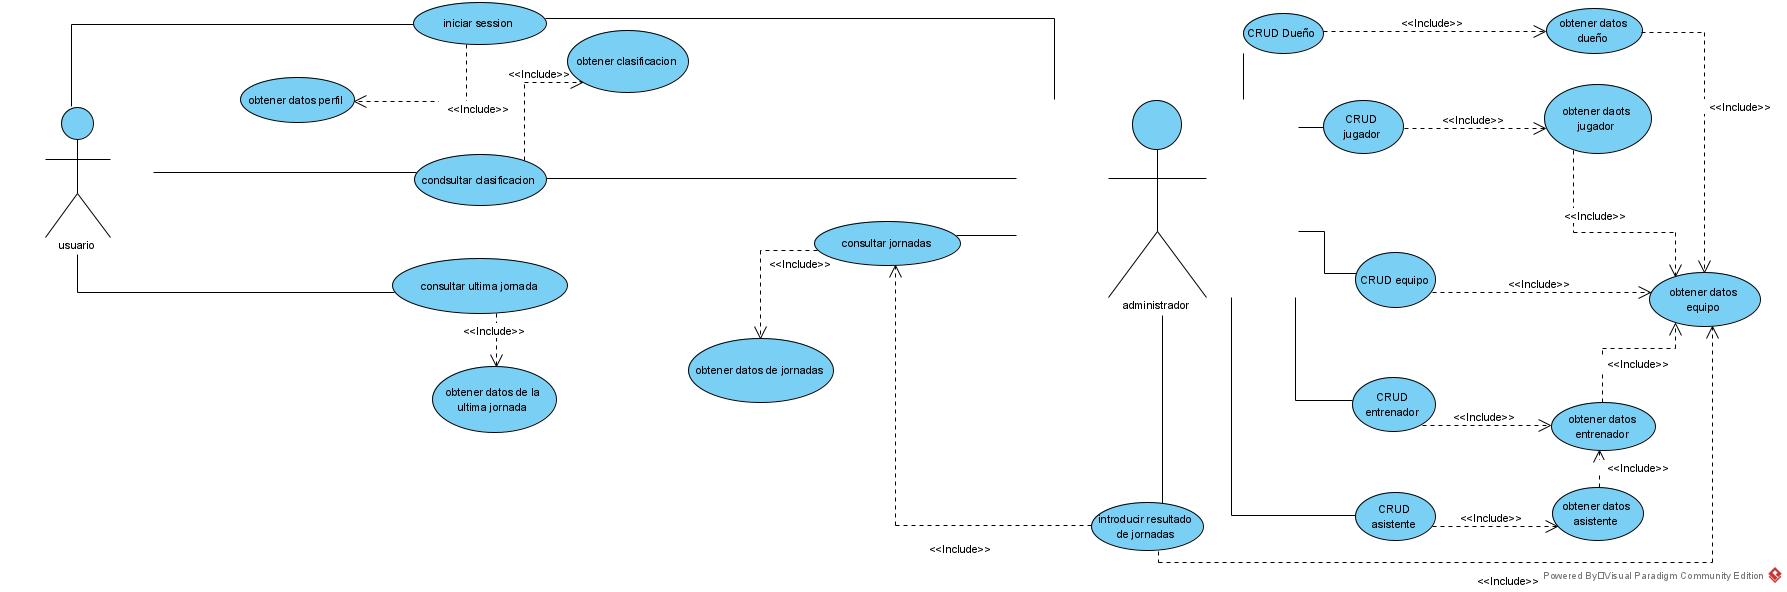 iniciar session
<<Include>>
obtener datos perfil
<<Include>>
obtener clasificacion
condsultar clasificacion
usuario
consultar ultima jornada
<<Include>>
obtener datos de la
ultima jornada
consultar jornadas
<<Include>>
obtener datos de jornadas
administrador
introducir resultado
de jornadas
<<Include>>
<<Include>>
CRUD Dueño
<<Include>>
obtener datos
dueño
<<Include>>
CRUD
jugador
<<Include>>
obtener daots
jugador
<<Include>>
CRUD equipo
<<Include>>
obtener datos
equipo
<<Include>>
CRUD
entrenador
<<Include>>
obtener datos
entrenador
<<Include>>
CRUD
asistente
<<Include>>
obtener datos
asistente
Powered By□Visual Paradigm Community Edition